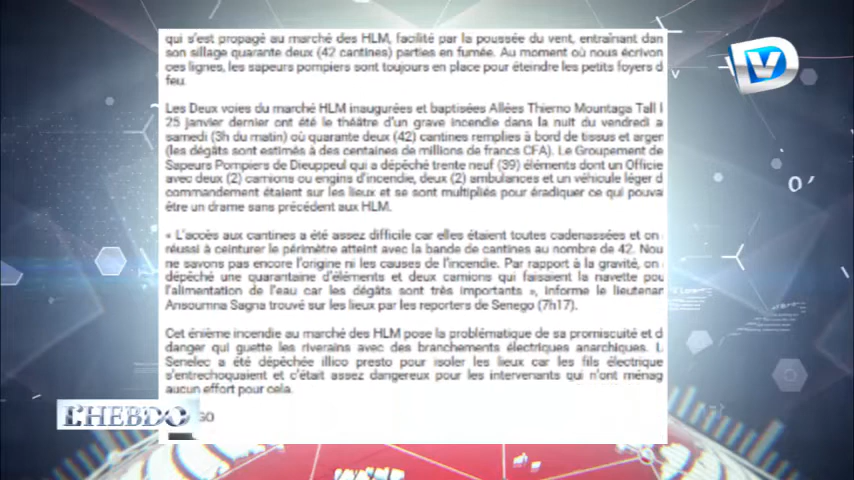 qui s'est propagé au marché des HLM, facilité par la poussée du vent, entraînant dan
son sillage quarante deux (42 cantines) parties en fumée. Au moment où nous écrivon
ces lignes, les sapeurs pompiers sont toujours en place pour éteindre les petits foyers d
feu.
Les Deux voies du marché HLM inaugurées et baptisées Allées Thierno Mountaga Tall l
25 janvier dernier ont été le théâtre d'un grave incendie dans la nuit du vendredi a
samedi (3h du matin) où quarante deux (42) cantines remplies à bord de tissus et argen
(les dégâts sont estimés à des centaines de millions de francs CFA). Le Groupement de
Sapeurs Pompiers de Dieuppeul qui a dépêché trente neuf (39) éléments dont un Officie
avec deux (2) camions ou engins d'incendie, deux (2) ambulances et un véhicule léger d
commandement étaient sur les lieux et se sont multipliés pour éradiquer ce qui pouvai
être un drame sans précédent aux HLM.
« L'accès aux cantines a été assez difficile car elles étaient toutes cadenassées et on
réussi à ceinturer le périmètre atteint avec la bande de cantines au nombre de 42. Nou
ne savons pas encore l'origine ni les causes de l'incendie. Par rapport à la gravité, on
dépêché une quarantaine d'éléments et deux camions qui faisaient la navette pou
l'alimentation de l'eau car les dégâts sont très importants », informe le lieutenan
Ansoumna Sagna trouvé sur les lieux par les reporters de Senego (7h17).
Cet énième incendie au marché des HLM pose la problématique de sa promiscuité et d
danger qui guette les riverains avec des branchements électriques anarchiques. L
Senelec a été dépêchée illico presto pour isoler les lieux car les fils électrique
s'entrechoquaient et c'était assez dangereux pour les intervenants qui n'ont ménag
aucun effort pour cela.
GO
L'HEBDO
DV